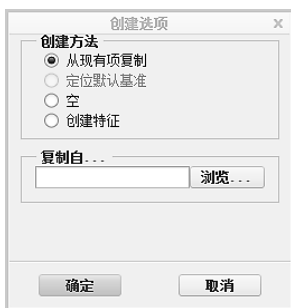 创建选项
创建方法
从现有项复制
定位默认基准
空
创建特征
复制自...
浏览...
确定
取消